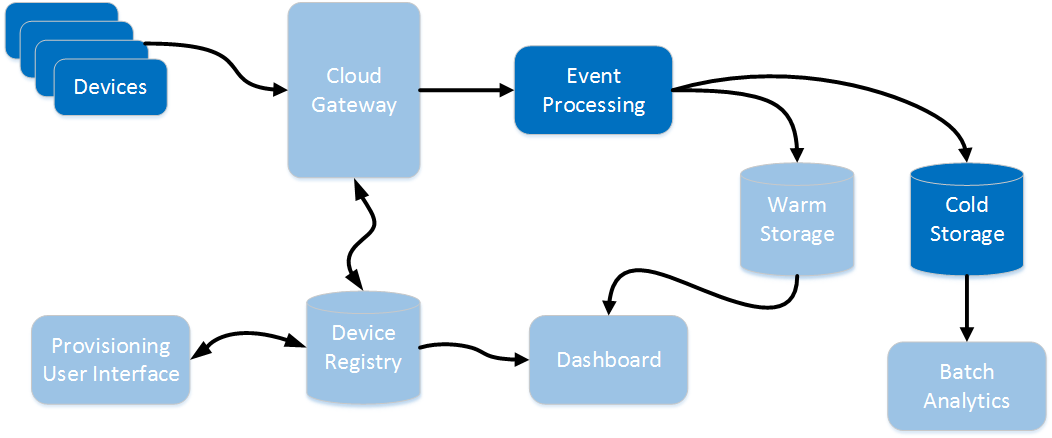 Devices
Cloud
Gateway
Event
Processing
Warm
Storage
Cold
Storage
Provisioning
User Interface
Device
Registry
Dashboard
Batch
Analytics